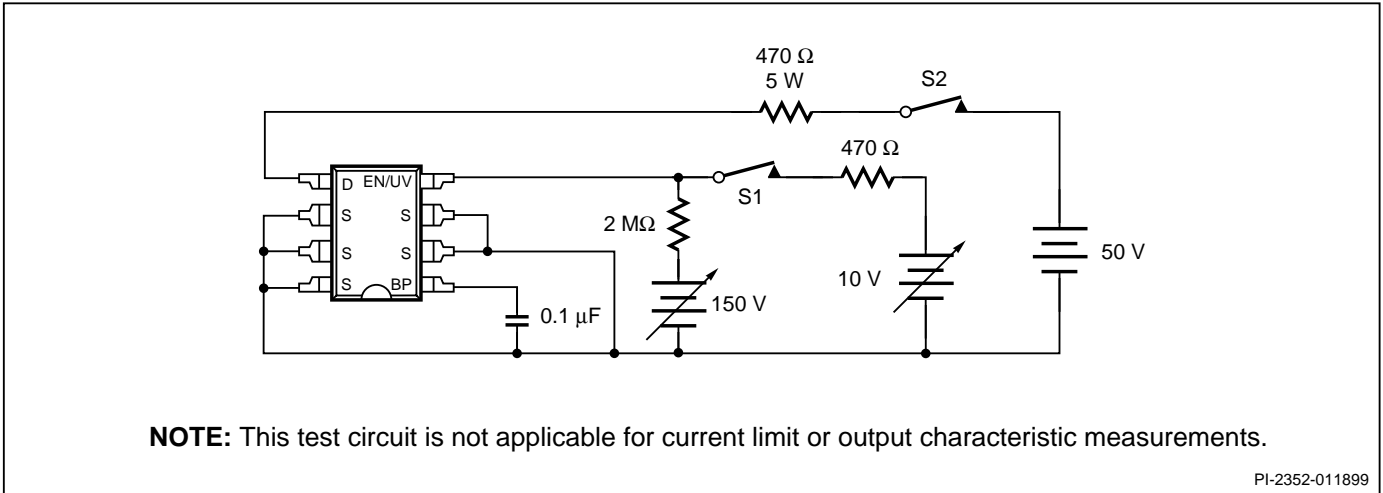 470 Ω
5 W
S2
470 Ω
D EN/UV
S1
S S
2 MΩ
S S
50 V
10 V
S BP
150 V
0.1 μF
NOTE: This test circuit is not applicable for current limit or output characteristic measurements.
PI-2352-011899